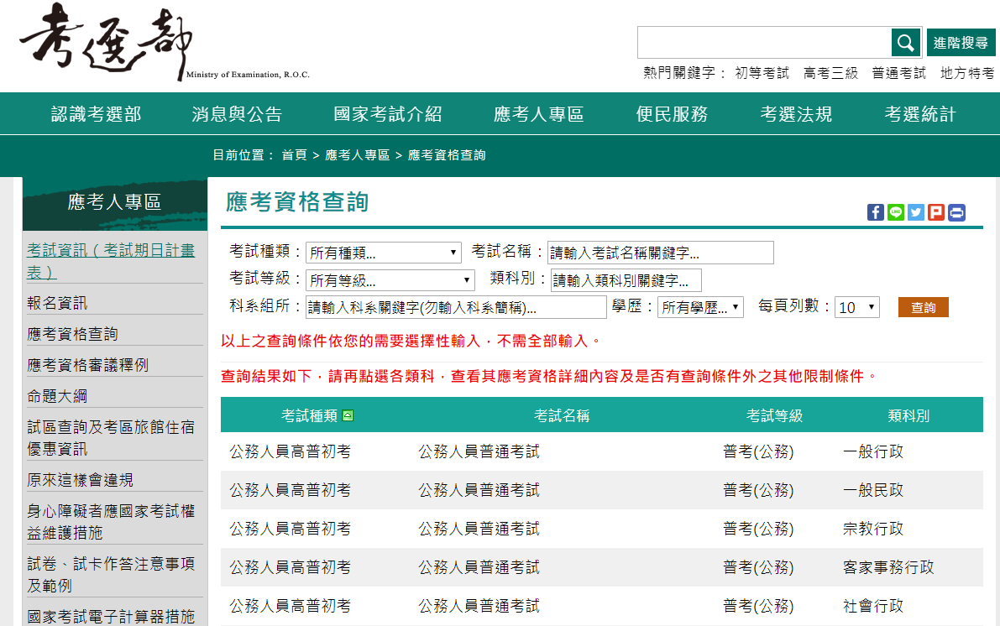 考選部
Ministry of Examination, R.O.C.
進階搜尋
熱門關鍵字： 初等考試 高考三級 普通考試 地方特考
認識考選部 消息與公告 國家考試介紹 應考人專區 便民服務 考選法規 考選統計
目前位置： 首頁 > 應考人專區 > 應考資格查詢
應考人專區
考試資訊（考試期日計畫
表）
報名資訊
應考資格查詢
應考資格審議釋例
命題大綱
試區查詢及考區旅館住宿
優惠資訊
原來這樣會違規
身心障礙者應國家考試權
益維護措施
試卷、試卡作答注意事項
及範例
國家考試電子計算器措施
應考資格查詢
考試種類： 所有種類... 考試名稱： 請輸入考試名稱關鍵字...
考試等級： 所有等級... 類科別： 請輸入類科別關鍵字...
科系組所： 請輸入科系關鍵字(勿輸入科系簡稱)... 學歷： 所有學歷... 每頁列數： 10 查詢
以上之查詢條件依您的需要選擇性輸入，不需全部輸入。
查詢結果如下，請再點選各類科，查看其應考資格詳細內容及是否有查詢條件外之其他限制條件。
考試種類 考試名稱 考試等級 類科別
公務人員高普初考 公務人員普通考試 普考(公務) 一般行政
公務人員高普初考 公務人員普通考試 普考(公務) 一般民政
公務人員高普初考 公務人員普通考試 普考(公務) 宗教行政
公務人員高普初考 公務人員普通考試 普考(公務) 客家事務行政
公務人員高普初考 公務人員普通考試 普考(公務) 社會行政